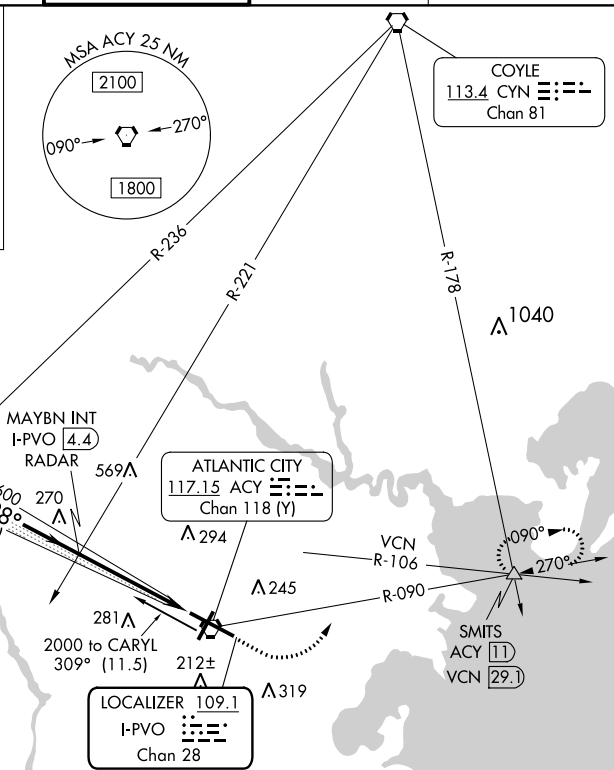 MSA ACY 25 NM
2100
090°
270°
1800
COYLE
113.4 CYN
Chan 81
R-236
R-221
R-178
1040
MAYBN INT
I-PVO 4.4
RADAR
569
270
ATLANTIC CITY
117.15 ACY
Chan 118 (Y)
294
VCN
R-106
090°
270°
245
R-090
281
2000 to CARYL
309° (11.5)
SMITS
ACY 11
VCN 29.1
212±
319
LOCALIZER 109.1
I-PVO
Chan 28